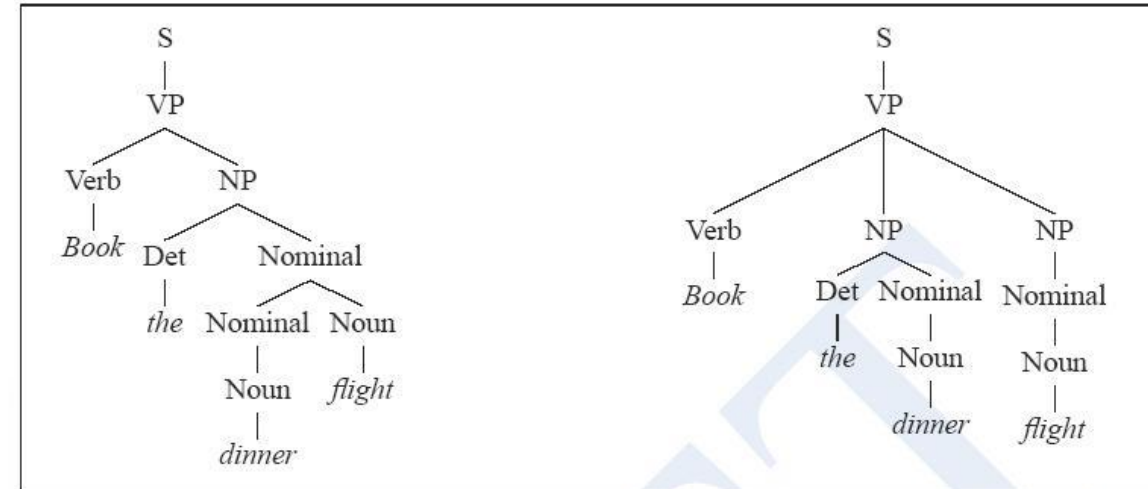 S
VP
Verb NP
Book Det Nominal
the Nominal Noun
Noun flight
dinner
S
VP
Verb NP NP
Book Det Nominal Nominal
the Noun Noun
dinner flight
T